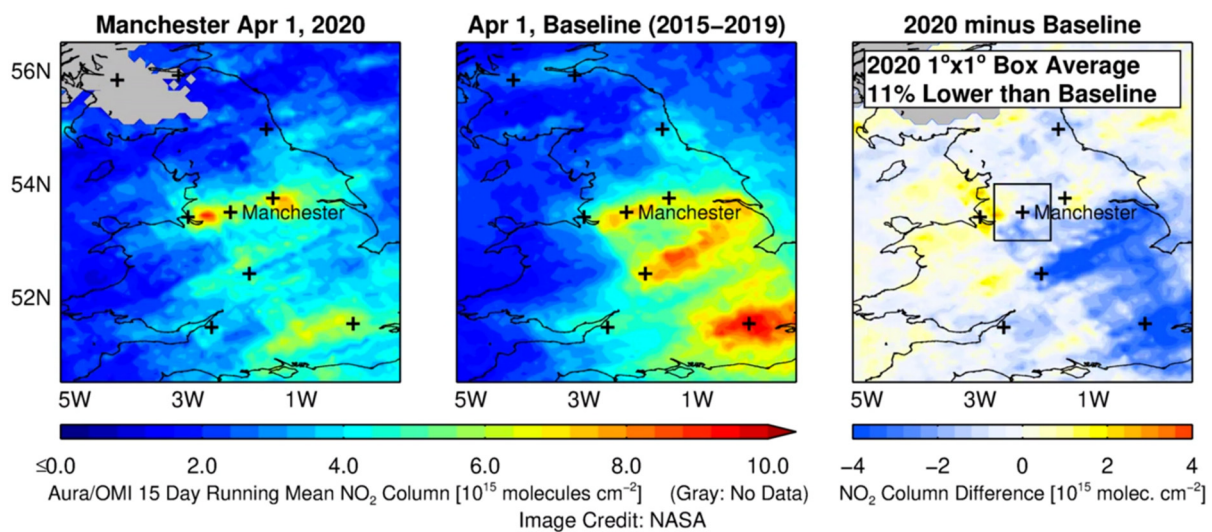 Manchester Apr 1, 2020
Apr 1, Baseline (2015−2019)
2020 minus Baseline
56N
54N
52N
Manchester
Manchester
2020 1°x1° Box Average
11% Lower than Baseline
Manchester
5W 3W 1W
5W 3W 1W
5W 3W 1W
≤0.0 2.0 4.0 6.0 8.0 10.0
−4 −2 0 2 4
Aura/OMI 15 Day Running Mean NO₂ Column [10¹⁵ molecules cm⁻²] (Gray: No Data)
NO₂ Column Difference [10¹⁵ molec. cm⁻²]
Image Credit: NASA